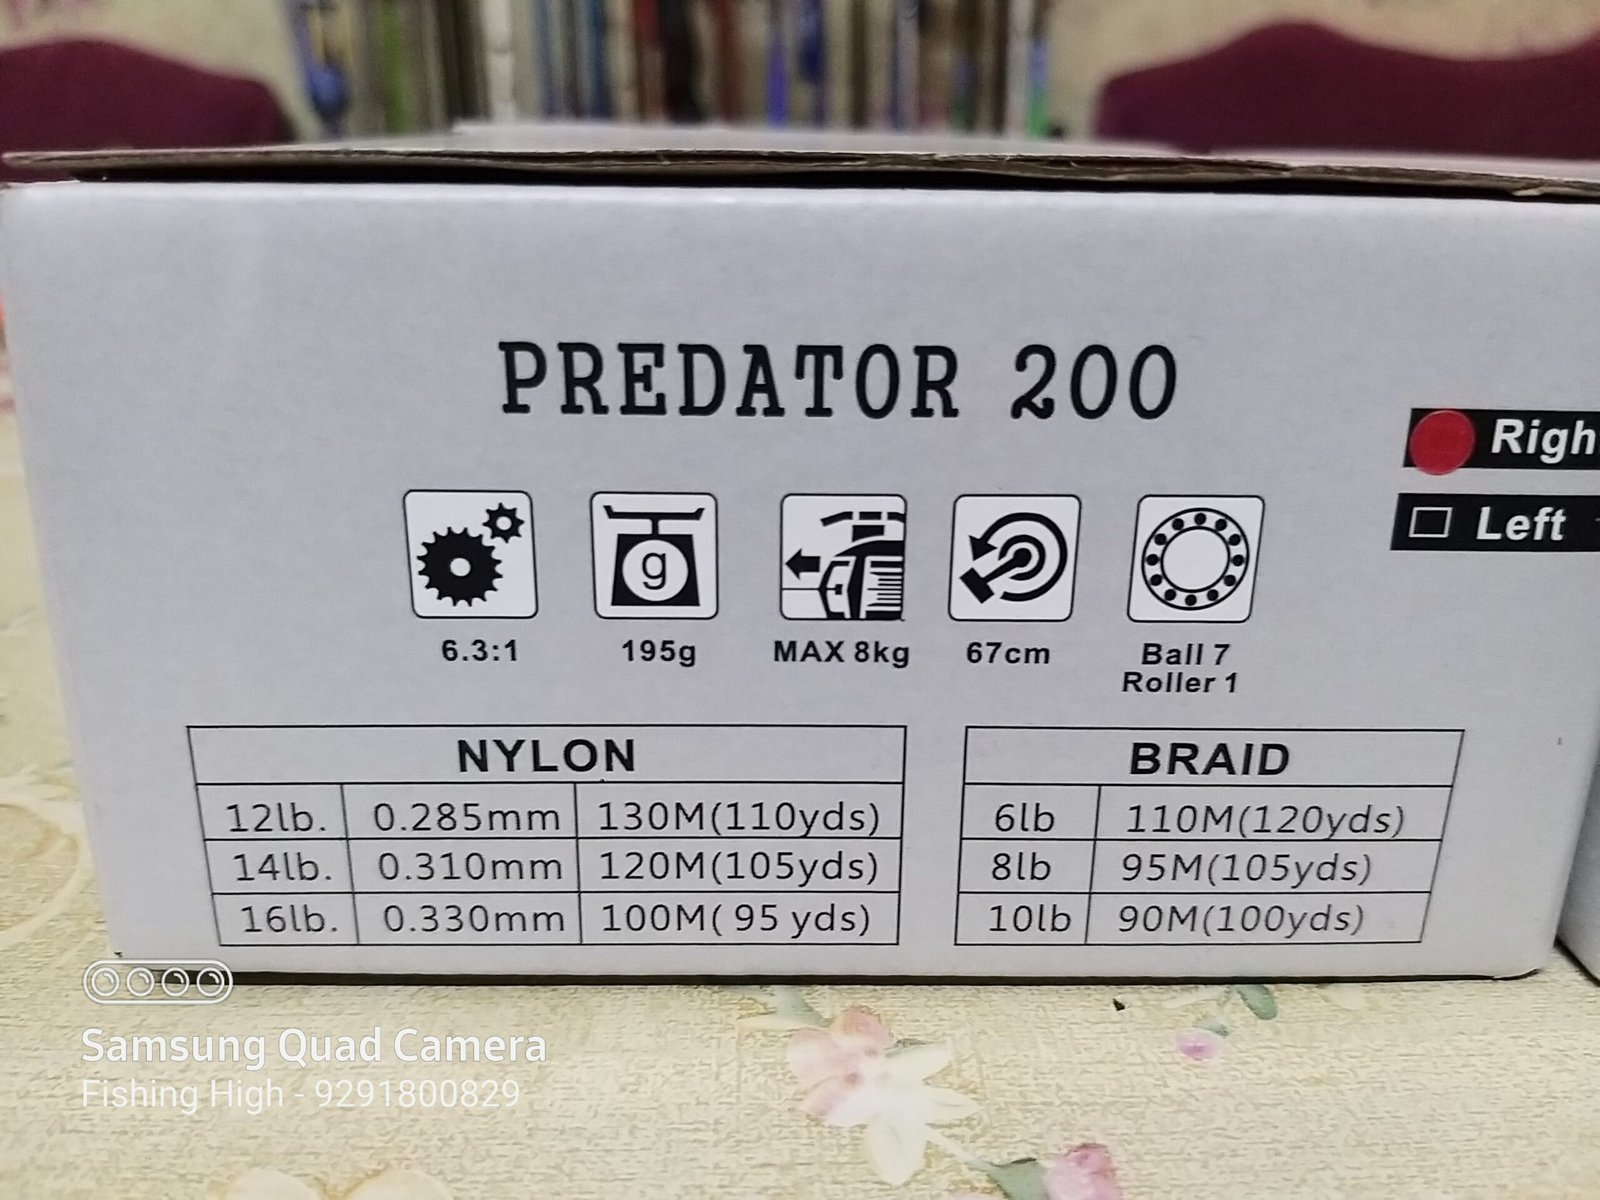 PREDATOR 200
Righ
Left
g
6.3:1
195g
MAX 8kg
67cm
Ball 7
Roller 1
NYLON
12lb. 0.285mm 130M(110yds)
14lb. 0.310mm 120M(105yds)
16lb. 0.330mm 100M( 95 yds)
BRAID
6lb 110M(120yds)
8lb 95M(105yds)
10lb 90M(100yds)
Samsung Quad Camera
Fishing High - 9291800829